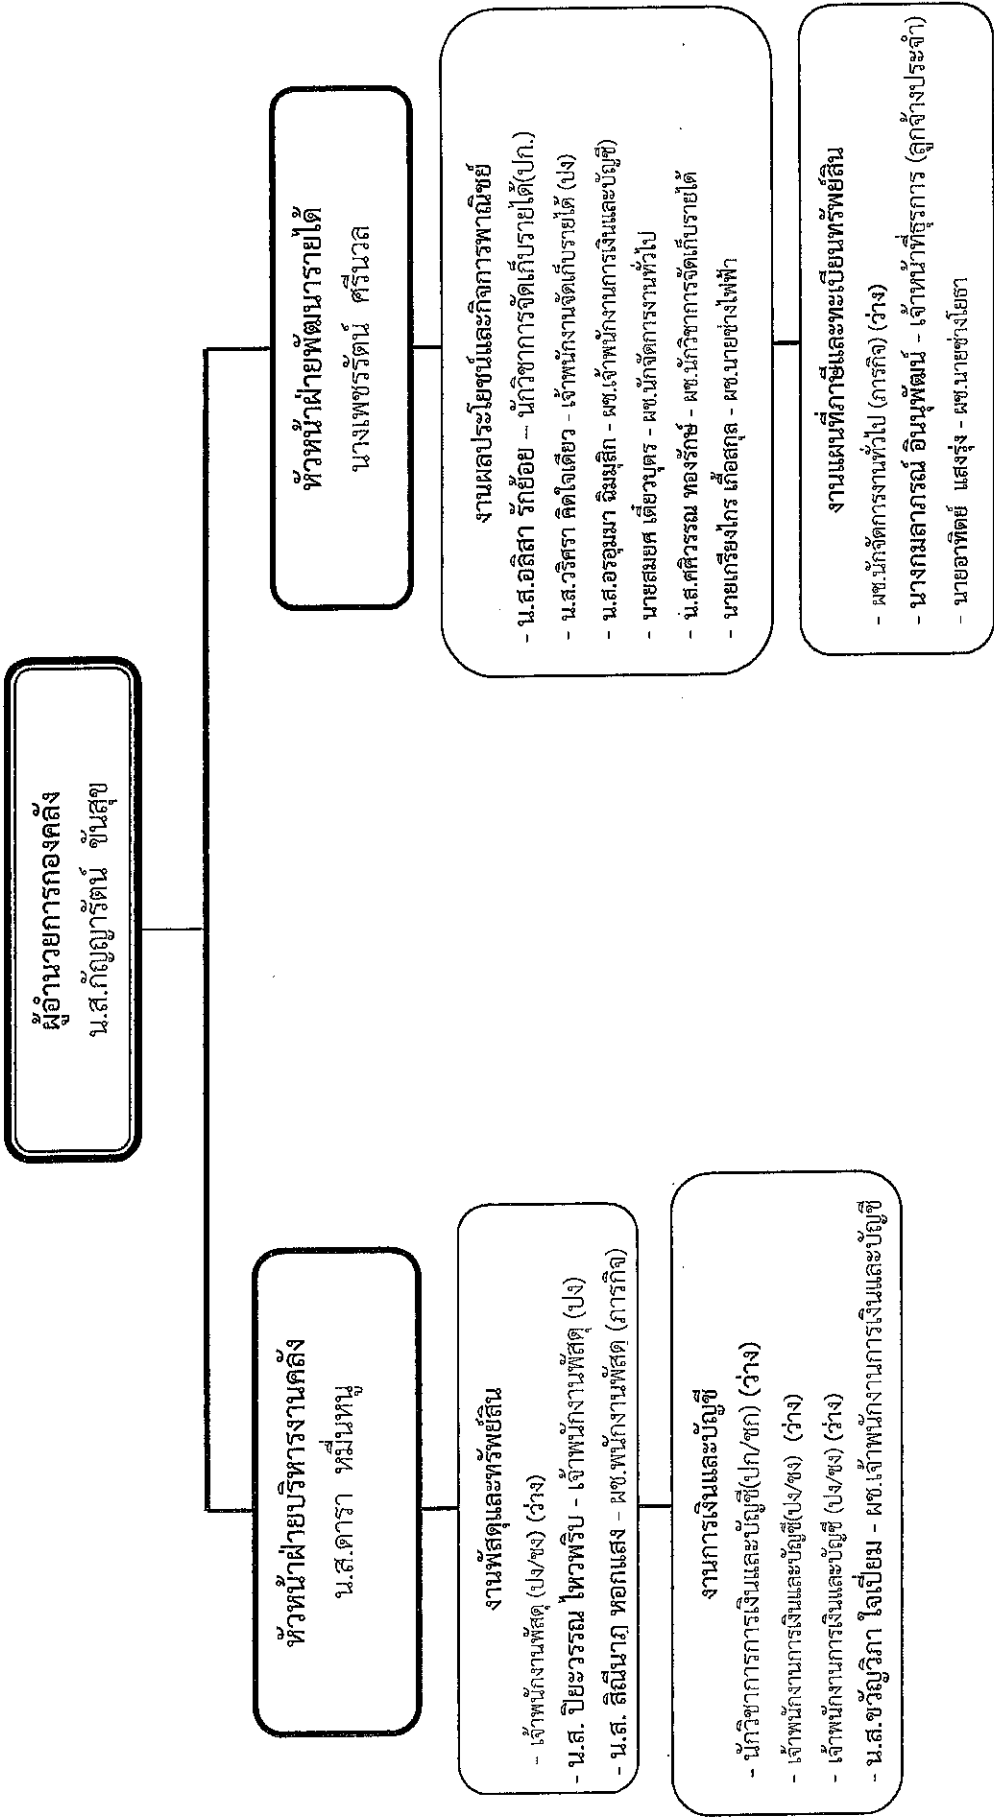 ผู้อำนวยการกองคลัง
น.ส.กัญญารัตน์ ขันสุข
หัวหน้าฝ่ายบริหารงานคลัง
น.ส.ดารา หมื่นหนู
งานพัสดุและทรัพย์สิน
- เจ้าพนักงานพัสดุ (ปง/ชง) (ว่าง)
- น.ส. ปิยะวรรณ ไหวพริบ - เจ้าพนักงานพัสดุ (ปง)
- น.ส. สิณีนาฏ หอกแสง - ผช.พนักงานพัสดุ (ภารกิจ)
งานการเงินและบัญชี
- นักวิชาการการเงินและบัญชี(ปก/ชก) (ว่าง)
- เจ้าพนักงานการเงินและบัญชี(ปง/ชง) (ว่าง)
- เจ้าพนักงานการเงินและบัญชี (ปง/ชง) (ว่าง)
- น.ส.ขวัญวิภา ใจเปี่ยม - ผช.เจ้าพนักงานการเงินและบัญชี
หัวหน้าฝ่ายพัฒนารายได้
นางเพชรรัตน์ ศรีนวล
งานผลประโยชน์และกิจการพาณิชย์
- น.ส.อลิสา รักย้อย – นักวิชาการจัดเก็บรายได้(ปก.)
- น.ส.วริศรา คิดใจเดียว - เจ้าพนักงานจัดเก็บรายได้ (ปง)
- น.ส.อรอุมมา ฉิมมุสิก - ผช.เจ้าพนักงานการเงินและบัญชี)
- นายสมยศ เดี่ยวบุตร - ผช.นักจัดการงานทั่วไป
- น.ส.ศศิวรรณ ทองรักษ์ - ผช.นักวิชาการจัดเก็บรายได้
- นายเกรียงไกร เกื้อสกุล - ผช.นายช่างไฟฟ้า
งานแผนที่ภาษีและทะเบียนทรัพย์สิน
- ผช.นักจัดการงานทั่วไป (ภารกิจ) (ว่าง)
- นางกมลาภรณ์ อินนุพัฒน์ - เจ้าหน้าที่ธุรการ (ลูกจ้างประจำ)
- นายอาทิตย์ แสงรุ่ง - ผช.นายช่างโยธา